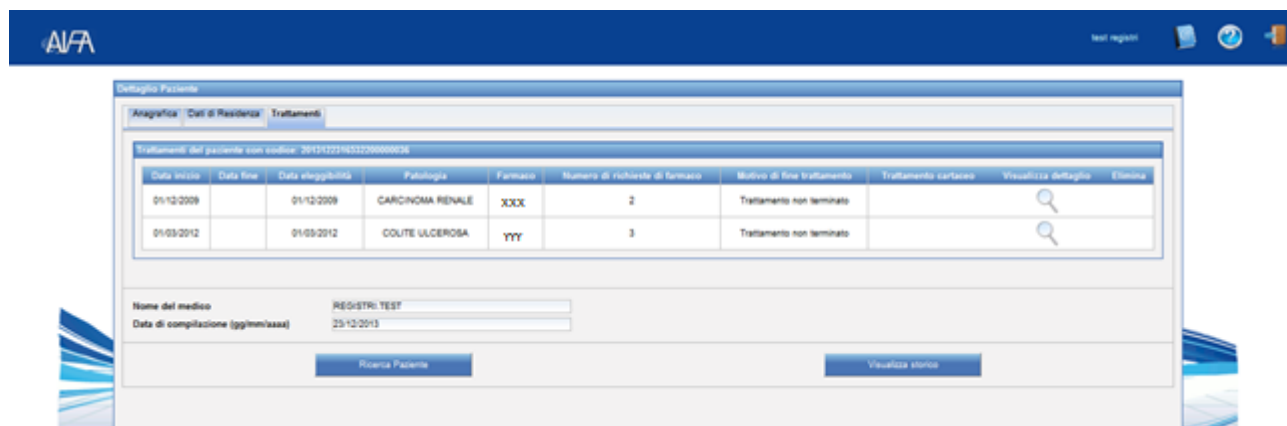 AIFA
test registri
Dettaglio Paziente
Anagrafica Dati di Residenza Trattamenti
Trattamenti del paziente con codice:
Data inizio Data fine Data eleggibilità Patologia Farmaco Numero di richieste di farmaco Motivo di fine trattamento Trattamento cartaceo Visualizza dettaglio Elimina
01/12/2009 01/12/2009 CARCINOMA RENALE XXX 2 Trattamento non terminato
01/03/2012 01/03/2012 COLITE ULCEROSA YYY 3 Trattamento non terminato
Nome del medico REGISTRI.TEST
Data di compilazione (gg/mm/aaaa) 23/12/2013
Ricerca Paziente Visualizza storico